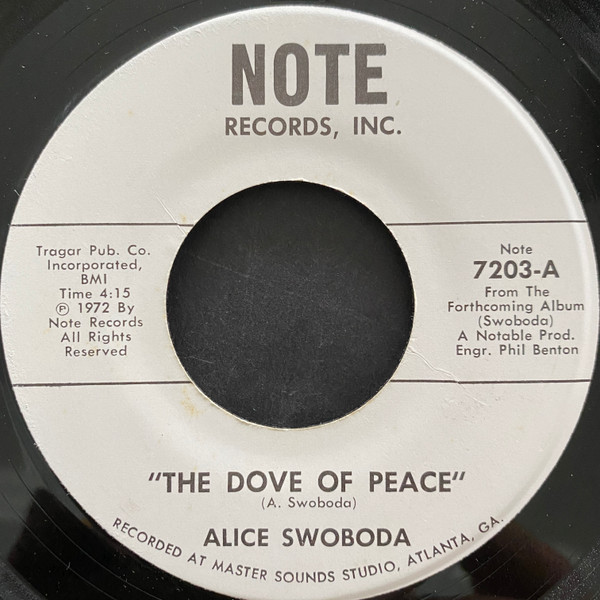 NOTE
RECORDS, INC.
Tragar Pub. Co.
Incorporated,
BMI
Time 4:15
Ⓟ 1972 By
Note Records
All Rights
Reserved
Note
7203-A
From The
Forthcoming Album
(Swoboda)
A Notable Prod.
Engr. Phil Benton
"THE DOVE OF PEACE"
(A. Swoboda)
ALICE SWOBODA
RECORDED AT MASTER SOUNDS STUDIO, ATLANTA, GA.